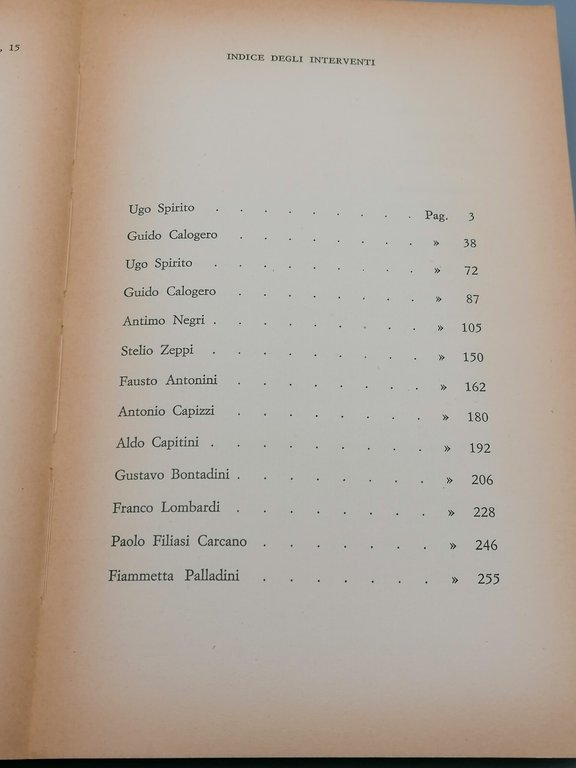 , 15
INDICE DEGLI INTERVENTI
Ugo Spirito . . . . . . . . . Pag. 3
Guido Calogero . . . . . . . . » 38
Ugo Spirito . . . . . . . . . » 72
Guido Calogero . . . . . . . . » 87
Antimo Negri . . . . . . . . . » 105
Stelio Zeppi . . . . . . . . . » 150
Fausto Antonini . . . . . . . . » 162
Antonio Capizzi . . . . . . . . » 180
Aldo Capitini . . . . . . . . . » 192
Gustavo Bontadini . . . . . . . . » 206
Franco Lombardi . . . . . . . . » 228
Paolo Filiasi Carcano . . . . . . . » 246
Fiammetta Palladini . . . . . . . » 255